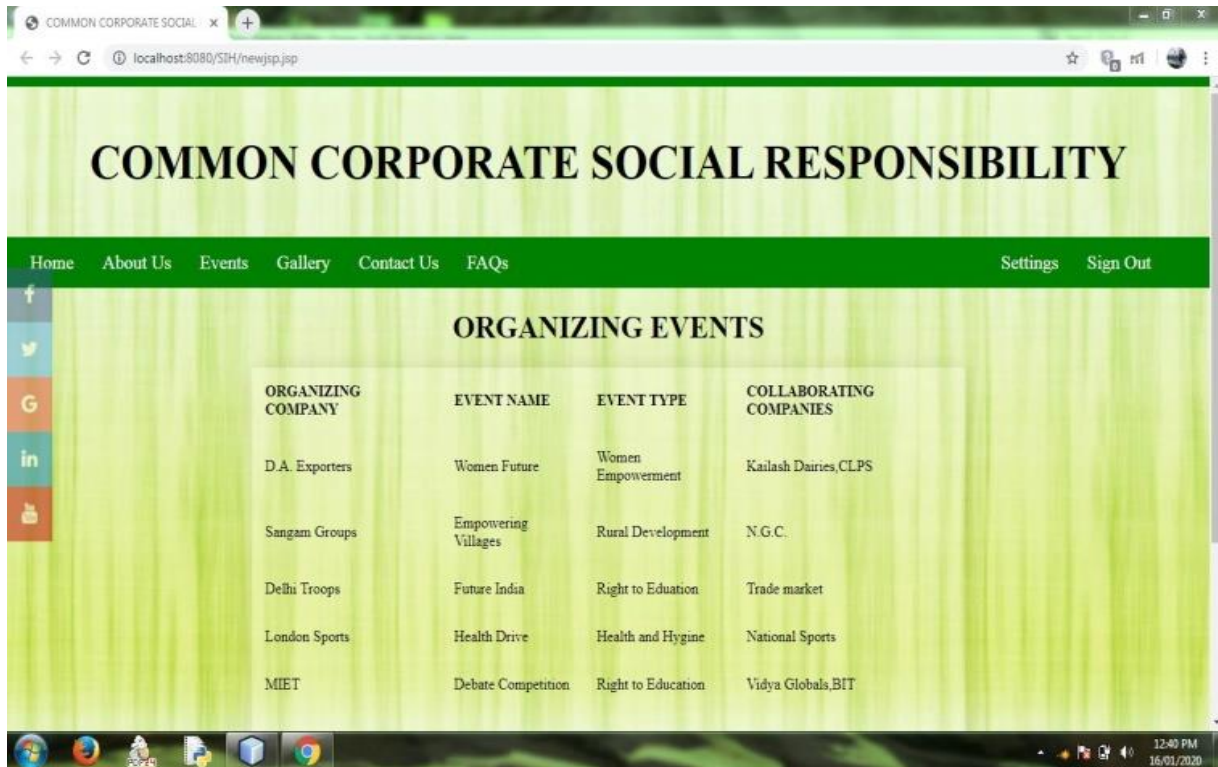 COMMON CORPORATE SOCIAL
localhost:8080/SIH/newjsp.jsp
0
COMMON CORPORATE SOCIAL RESPONSIBILITY
Home About Us Events Gallery Contact Us FAQs Settings Sign Out
f
G
in
ORGANIZING EVENTS
ORGANIZING COMPANY EVENT NAME EVENT TYPE COLLABORATING COMPANIES
D.A. Exporters Women Future Women Empowerment Kailash Dairies,CLPS
Sangam Groups Empowering Villages Rural Development N.G.C.
Delhi Troops Future India Right to Eduation Trade market
London Sports Health Drive Health and Hygine National Sports
MIET Debate Competition Right to Education Vidya Globals,BIT
12:40 PM
16/01/2020